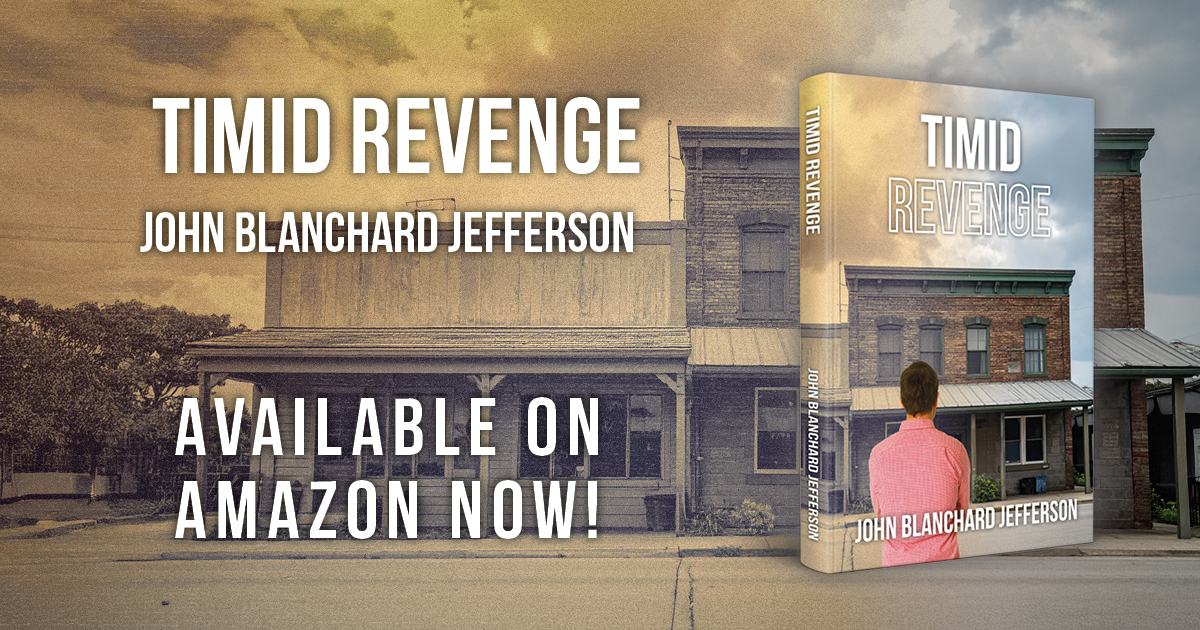 TIMID REVENGE
JOHN BLANCHARD JEFFERSON
AVAILABLE ON
AMAZON NOW!
TIMID REVENGE
JOHN BLANCHARD JEFFERSON
TIMID
REVENGE
JOHN BLANCHARD JEFFERSON